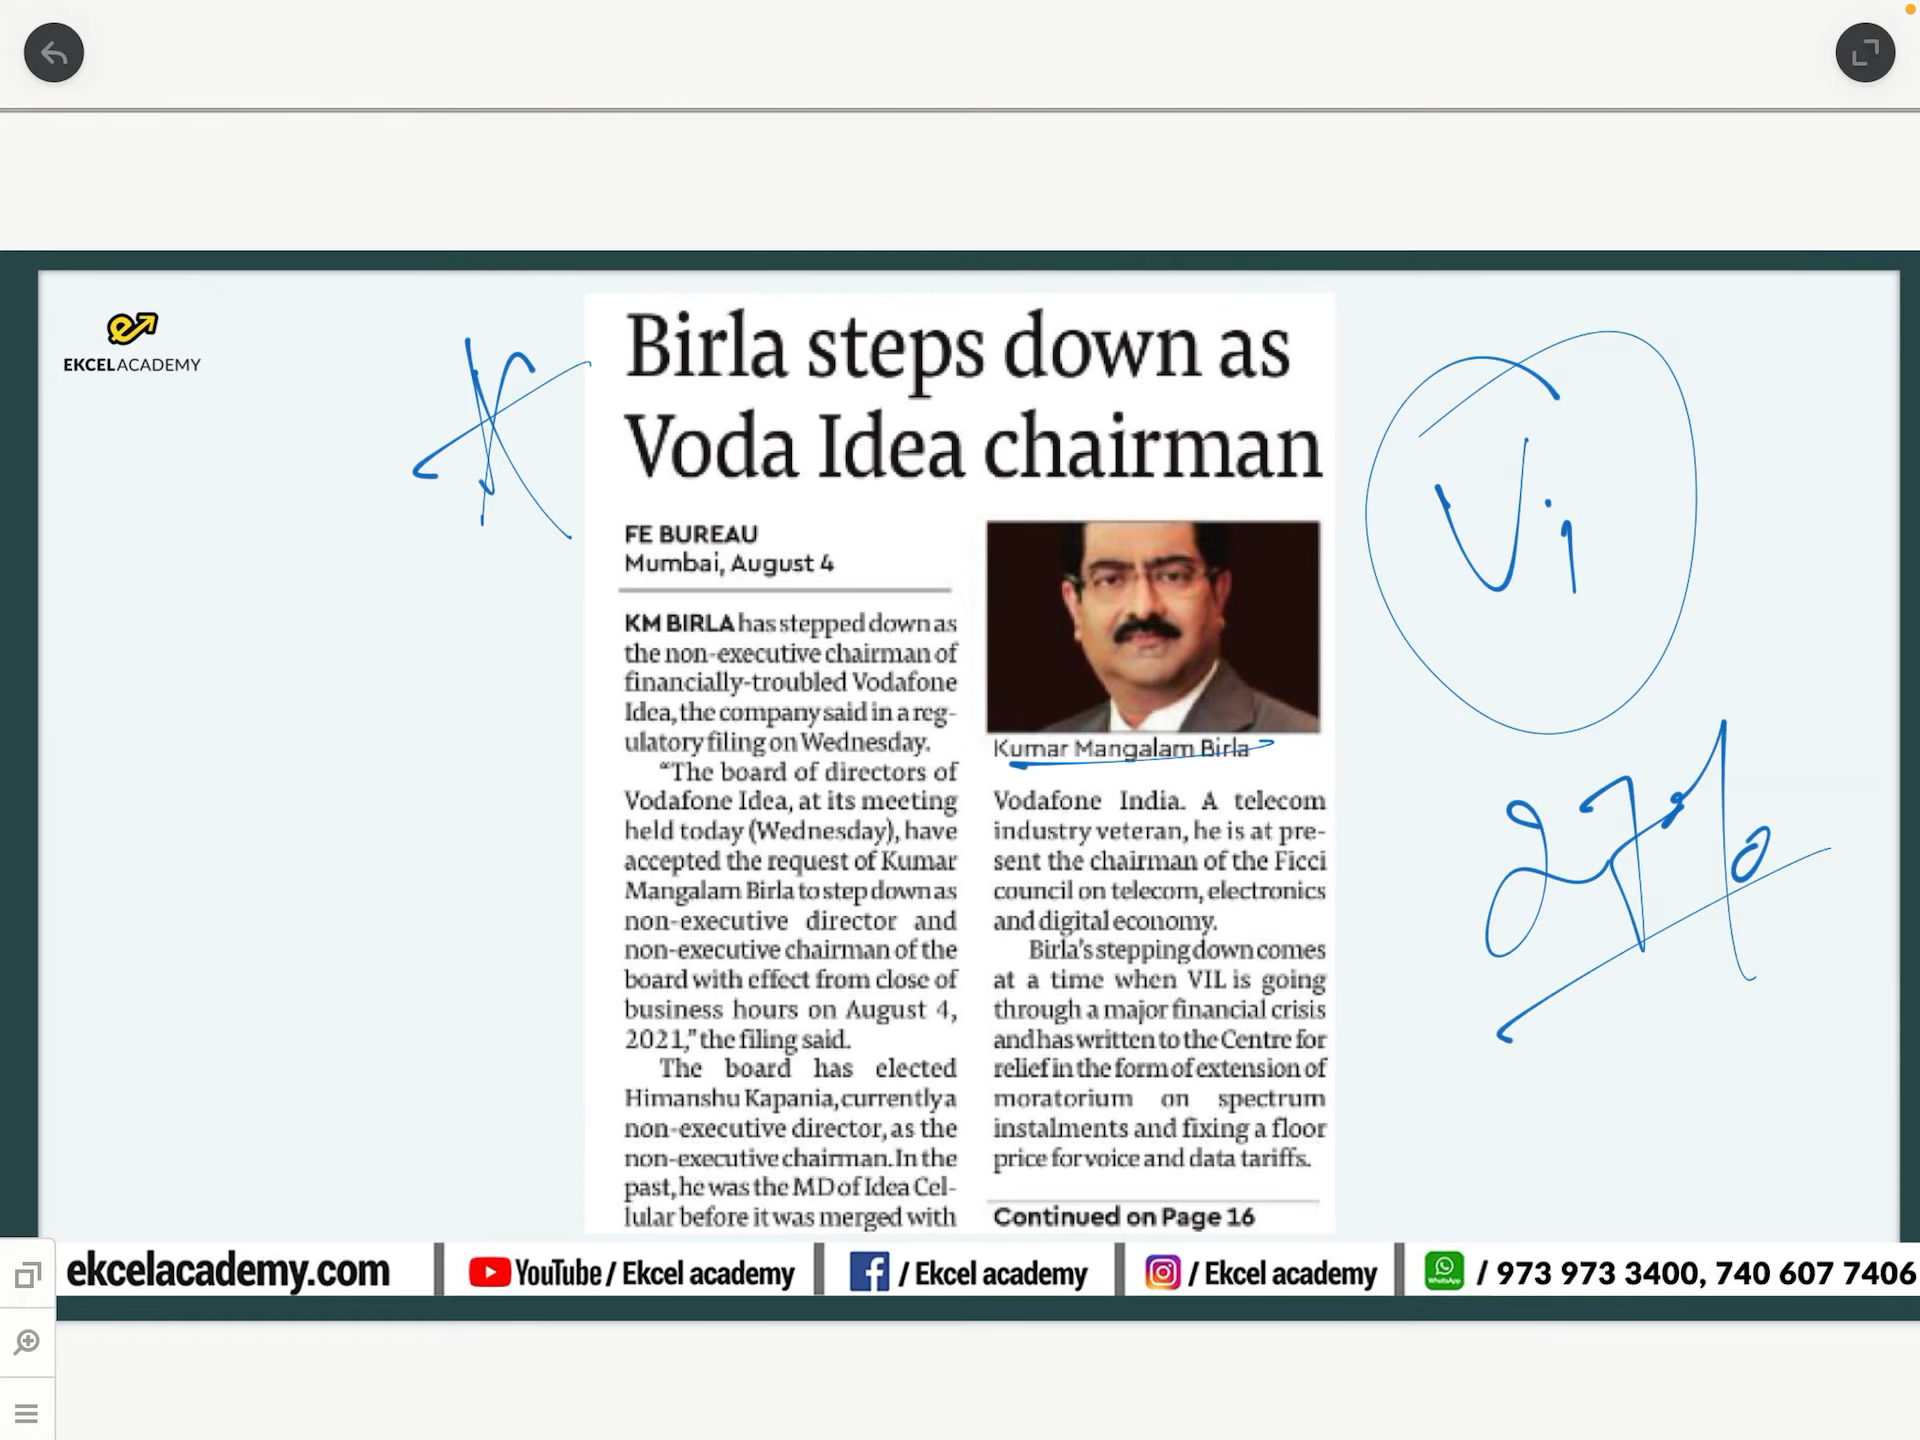 EKCELACADEMY
Birla steps down as
Voda Idea chairman
FE BUREAU
Mumbai, August 4
KM BIRLA has stepped down as
the non-executive chairman of
financially-troubled Vodafone
Idea, the company said in a reg-
ulatory filing on Wednesday.
“The board of directors of
Vodafone Idea, at its meeting
held today (Wednesday), have
accepted the request of Kumar
Mangalam Birla to step down as
non-executive director and
non-executive chairman of the
board with effect from close of
business hours on August 4,
2021,” the filing said.
The board has elected
Himanshu Kapania, currently a
non-executive director, as the
non-executive chairman. In the
past, he was the MD of Idea Cel-
lular before it was merged with
Kumar Mangalam Birla
Vodafone India. A telecom
industry veteran, he is at pre-
sent the chairman of the Ficci
council on telecom, electronics
and digital economy.
Birla's stepping down comes
at a time when VIL is going
through a major financial crisis
and has written to the Centre for
relief in the form of extension of
moratorium on spectrum
instalments and fixing a floor
price for voice and data tariffs.
Continued on Page 16
Vi
27%
ekcelacademy.com
YouTube / Ekcel academy
/ Ekcel academy
/ Ekcel academy
WhatsApp
/ 973 973 3400, 740 607 7406